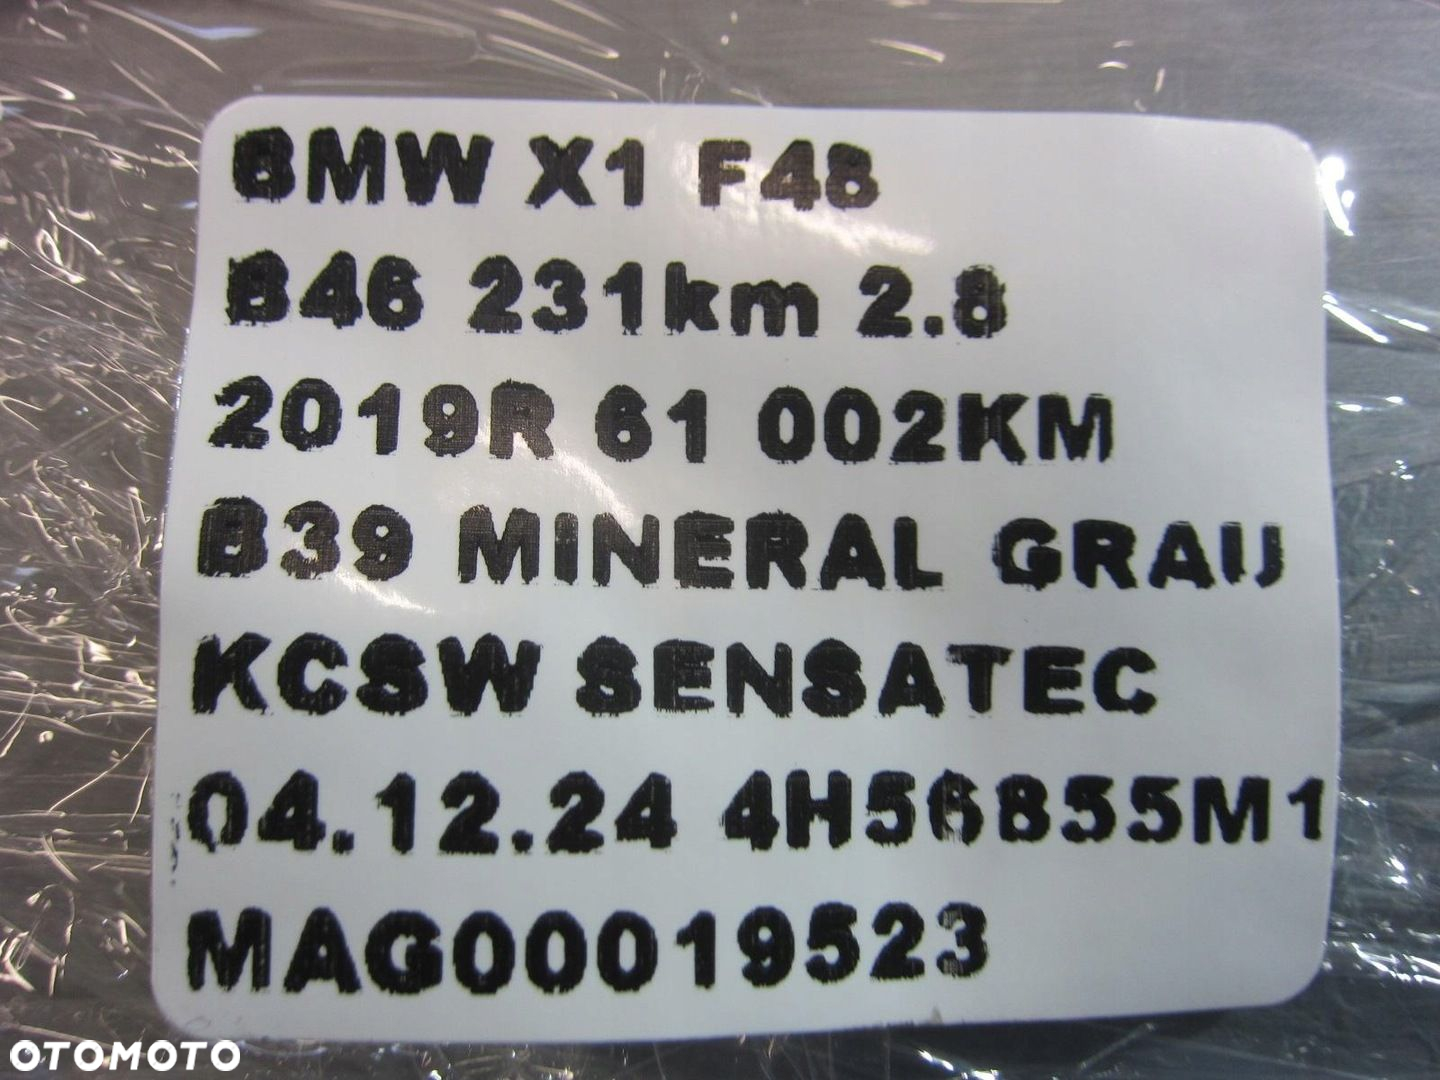 BMW X1 F48
B46 231km 2.8
2019R 61 002KM
B39 MINERAL GRAU
KCSW SENSATEC
04.12.24 4H56855M1
MAG00019523
OTOMOTO